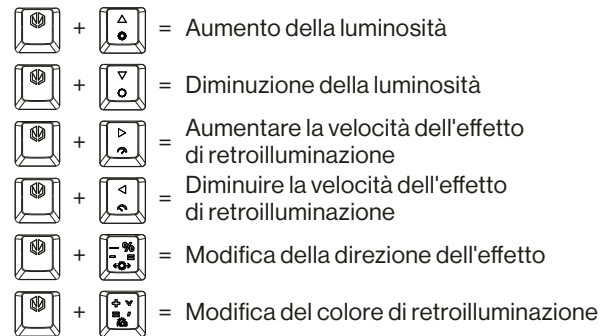 + = Aumento della luminosità
+ = Diminuzione della luminosità
+ = Aumentare la velocità dell'effetto
di retroilluminazione
+ = Diminuire la velocità dell'effetto
di retroilluminazione
+ – % - = = Modifica della direzione dell'effetto
+ + = , = Modifica del colore di retroilluminazione